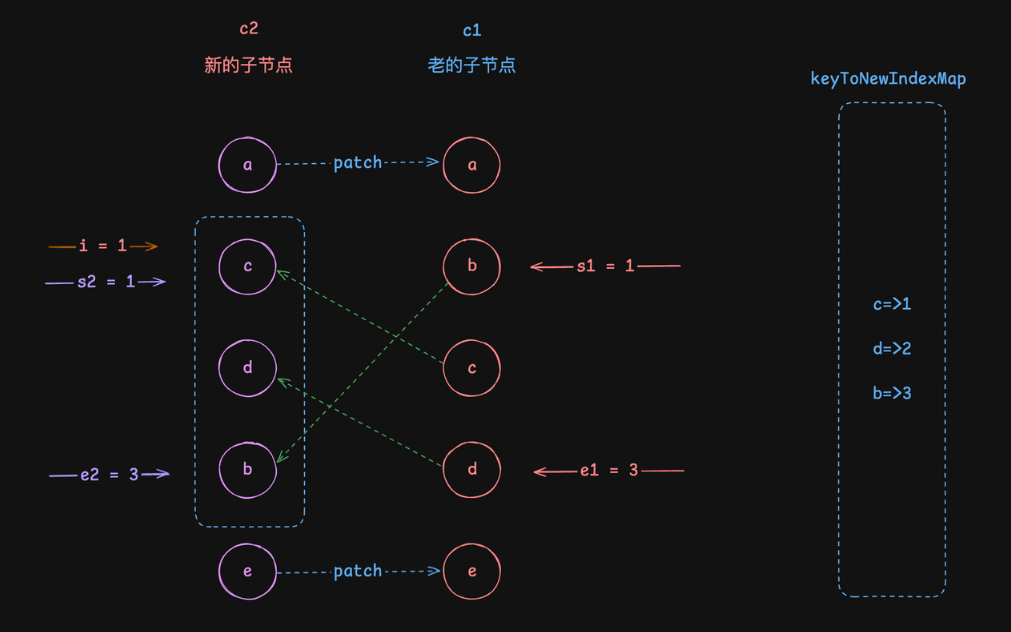 c2
新的子节点
c1
老的子节点
keyToNewIndexMap
a
patch
a
i = 1
s2 = 1
c
b
s1 = 1
c=>1
d
c
d=>2
b=>3
e2 = 3
b
d
e1 = 3
e
patch
e